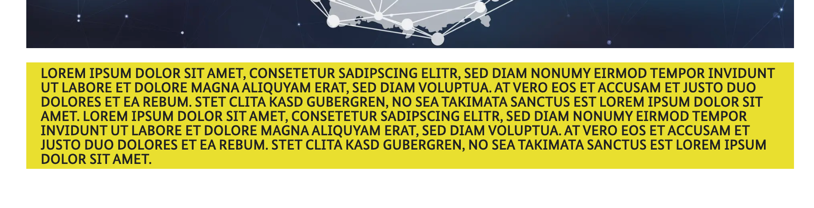 LOREM IPSUM DOLOR SIT AMET, CONSETETUR SADIPSCING ELITR, SED DIAM NONUMY EIRMOD TEMPOR INVIDUNT
UT LABORE ET DOLORE MAGNA ALIQUYAM ERAT, SED DIAM VOLUPTUA. AT VERO EOS ET ACCUSAM ET JUSTO DUO
DOLORES ET EA REBUM. STET CLITA KASD GUBERGREN, NO SEA TAKIMATA SANCTUS EST LOREM IPSUM DOLOR SIT
AMET. LOREM IPSUM DOLOR SIT AMET, CONSETETUR SADIPSCING ELITR, SED DIAM NONUMY EIRMOD TEMPOR
INVIDUNT UT LABORE ET DOLORE MAGNA ALIQUYAM ERAT, SED DIAM VOLUPTUA. AT VERO EOS ET ACCUSAM ET
JUSTO DUO DOLORES ET EA REBUM. STET CLITA KASD GUBERGREN, NO SEA TAKIMATA SANCTUS EST LOREM IPSUM
DOLOR SIT AMET.